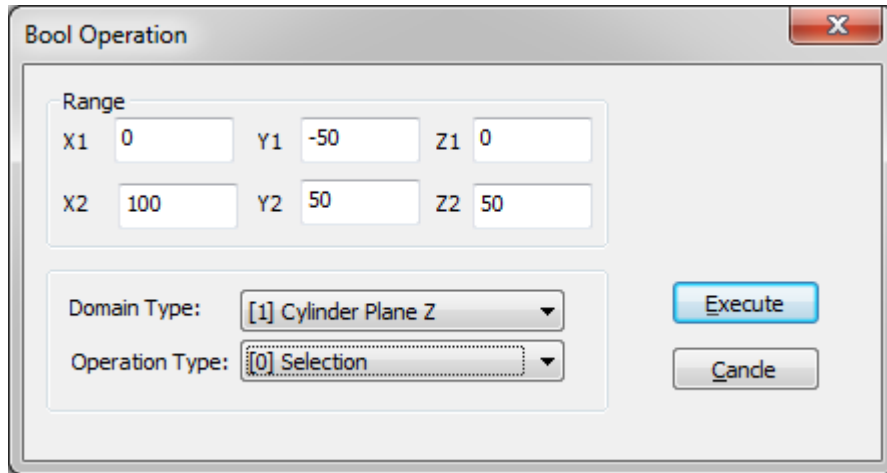 Bool Operation
Range
X1 0 Y1 -50 Z1 0
X2 100 Y2 50 Z2 50
Domain Type: [1] Cylinder Plane Z
Execute
Operation Type: [0] Selection
Cancle